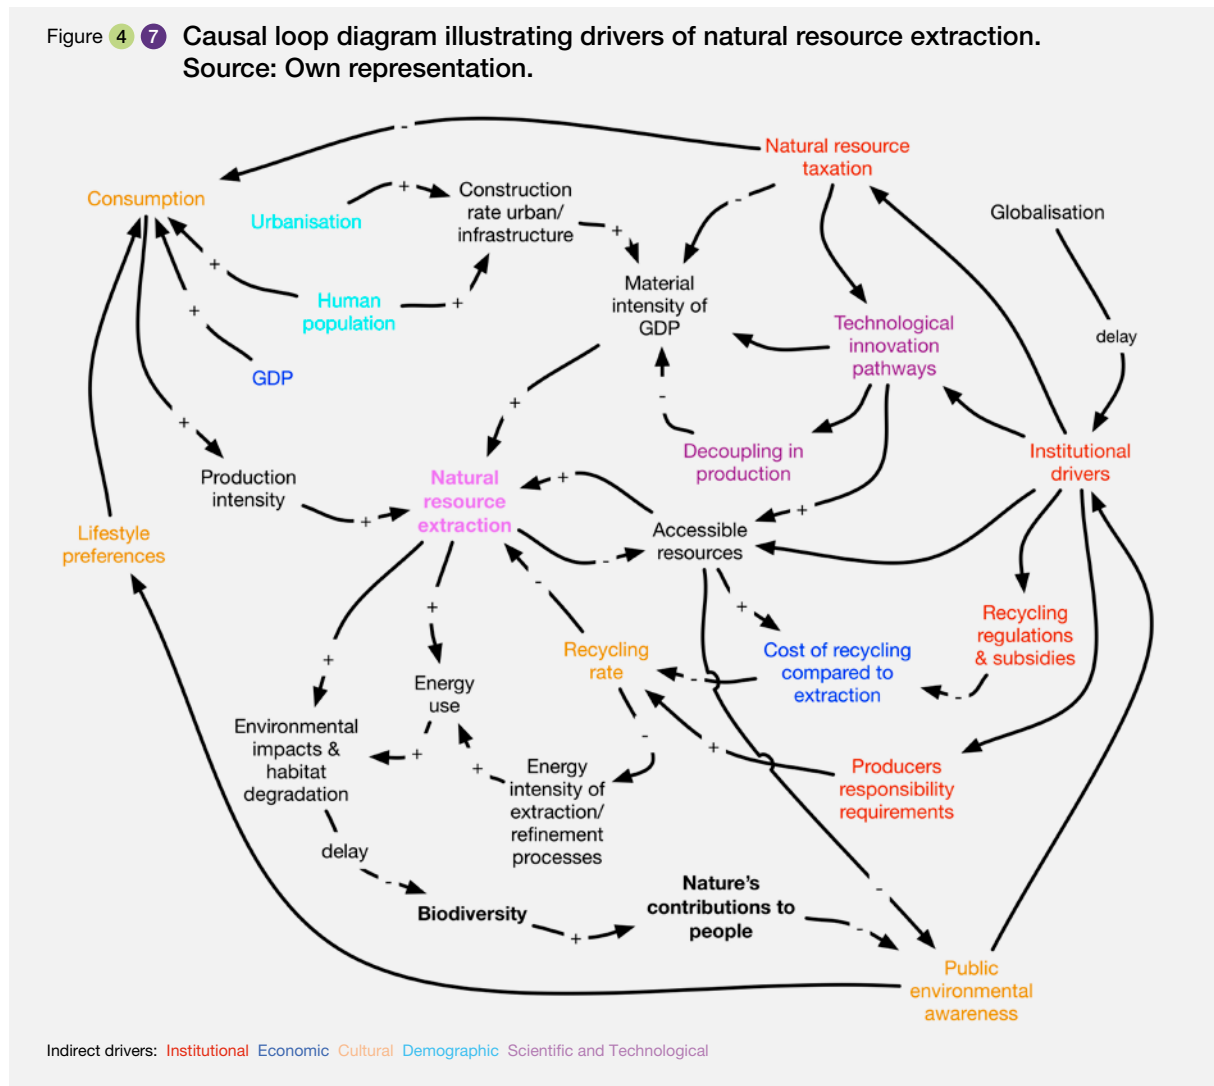 Figure 4 7 Causal loop diagram illustrating drivers of natural resource extraction.
Source: Own representation.
-
Natural resource
taxation
Consumption
Urbanisation
+
Construction
rate urban/
infrastructure
-
Globalisation
+
+
Human
population
+
Material
intensity of
GDP
+
GDP
Technological
innovation
pathways
delay
+
-
+
Production
intensity
Decoupling in
production
Institutional
drivers
Natural
resource
extraction
+
+
+
Lifestyle
preferences
Accessible
resources
-
-
+
+
+
Recycling
rate
Cost of recycling
compared to
extraction
Recycling
regulations
& subsidies
-
-
Energy
use
Environmental
impacts &
habitat
degradation
+
+
-
+
Energy
intensity of
extraction/
refinement
processes
Producers
responsibility
requirements
delay
-
Biodiversity
+
Nature's
contributions to
people
-
-
Public
environmental
awareness
Indirect drivers: Institutional Economic Cultural Demographic Scientific and Technological